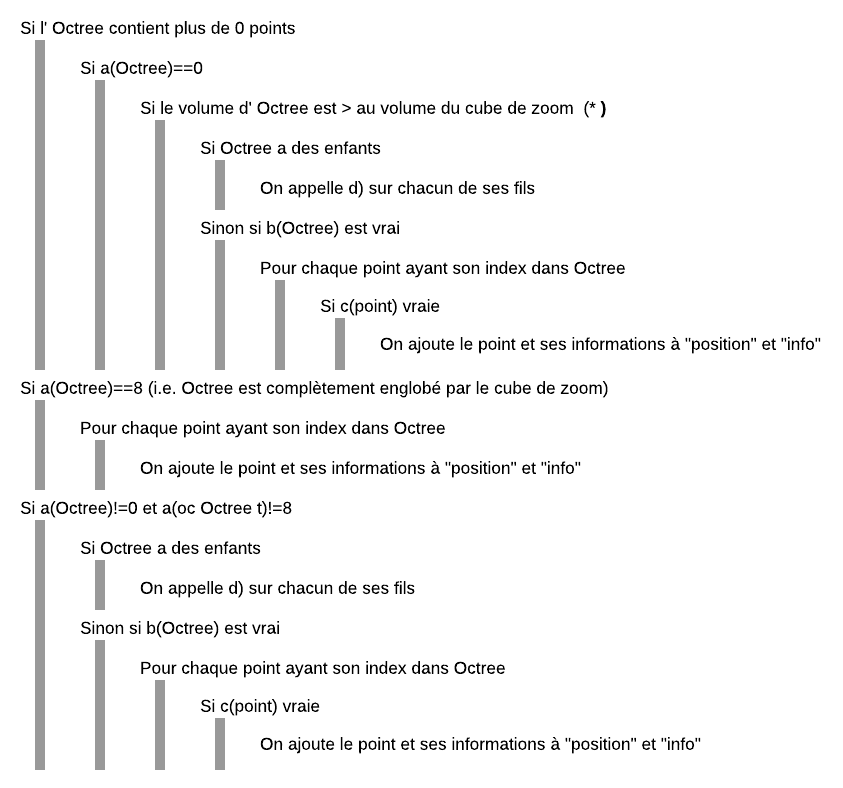 Si l' Octree contient plus de 0 points
Si a(Octree)==0
Si le volume d' Octree est > au volume du cube de zoom (* )
Si Octree a des enfants
On appelle d) sur chacun de ses fils
Sinon si b(Octree) est vrai
Pour chaque point ayant son index dans Octree
Si c(point) vraie
On ajoute le point et ses informations à "position" et "info"
Si a(Octree)==8 (i.e. Octree est complètement englobé par le cube de zoom)
Pour chaque point ayant son index dans Octree
On ajoute le point et ses informations à "position" et "info"
Si a(Octree)!=0 et a(oc Octree t)!=8
Si Octree a des enfants
On appelle d) sur chacun de ses fils
Sinon si b(Octree) est vrai
Pour chaque point ayant son index dans Octree
Si c(point) vraie
On ajoute le point et ses informations à "position" et "info"